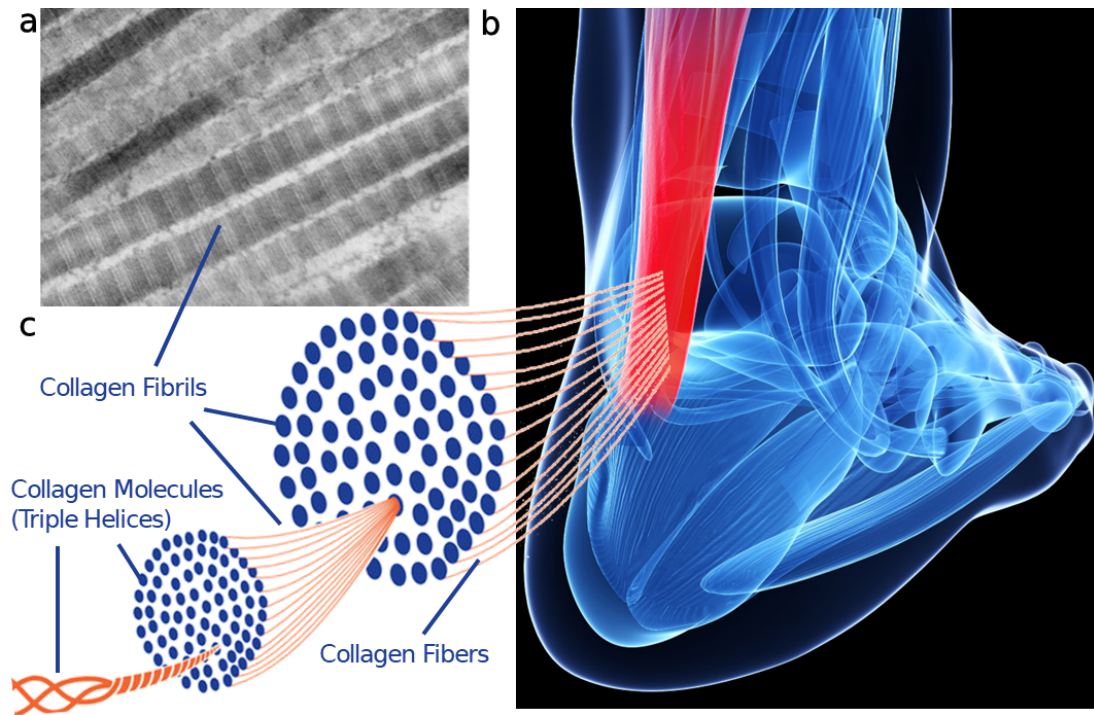 a
b
c
Collagen Fibrils
Collagen Molecules
(Triple Helices)
Collagen Fibers